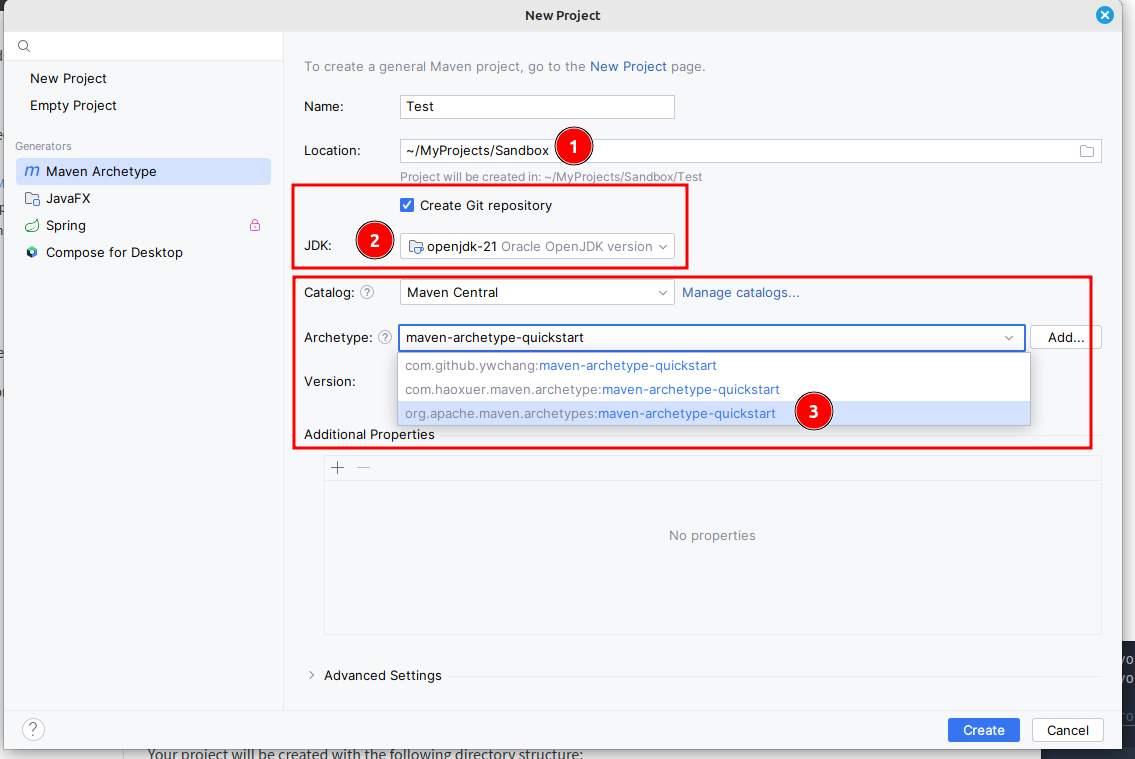 New Project
New Project
Empty Project
Generators
m Maven Archetype
JavaFX
Spring
Compose for Desktop
To create a general Maven project, go to the New Project page.
Name: Test
Location: ~/MyProjects/Sandbox 1
Project will be created in: ~/MyProjects/Sandbox/Test
Create Git repository
JDK: 2 openjdk-21 Oracle OpenJDK version
Catalog: ? Maven Central Manage catalogs...
Archetype: ? maven-archetype-quickstart Add...
com.github.ywchang:maven-archetype-quickstart
Version:
com.haoxuer.maven.archetype:maven-archetype-quickstart
org.apache.maven.archetypes:maven-archetype-quickstart 3
Additional Properties
No properties
Advanced Settings
? Create Cancel
Your project will be created with the following directory structure: